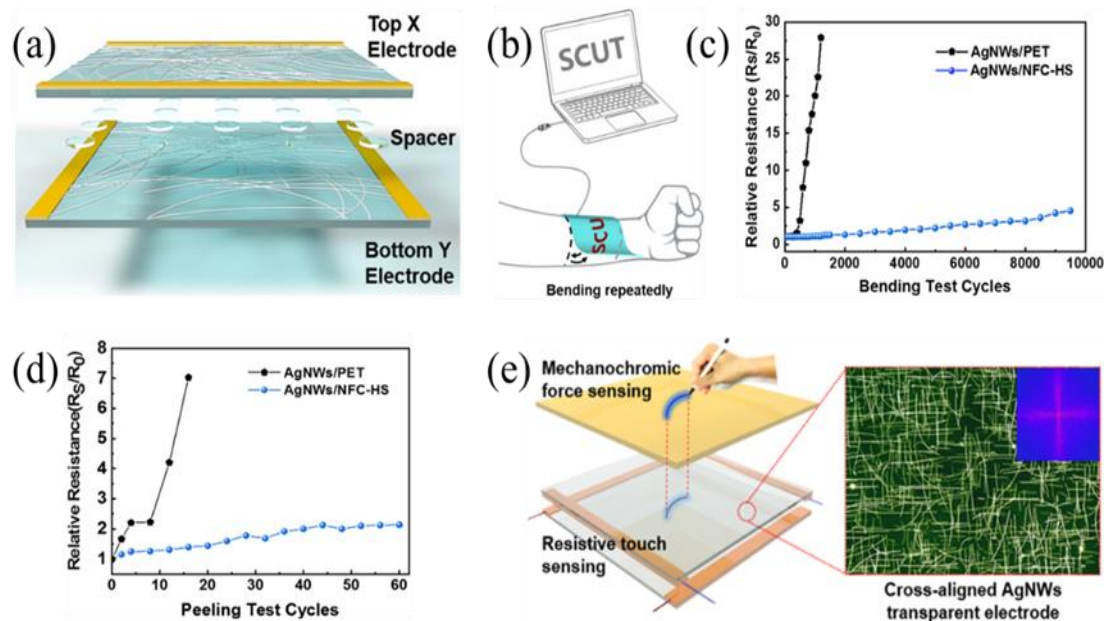 (a)
Top X
Electrode
Spacer
Bottom Y
Electrode
(b)
SCUT
SCUT
Bending repeatedly
(c)
Relative Resistance (Rs/R0)
30
25
20
15
10
5
0
AgNWs/PET
AgNWs/NFC-HS
0 2000 4000 6000 8000 10000
Bending Test Cycles
(d)
Relative Resistance(RS/R0)
8
7
6
5
4
3
2
1
AgNWs/PET
AgNWs/NFC-HS
0 10 20 30 40 50 60
Peeling Test Cycles
(e)
Mechanochromic
force sensing
Resistive touch
sensing
Cross-aligned AgNWs
transparent electrode